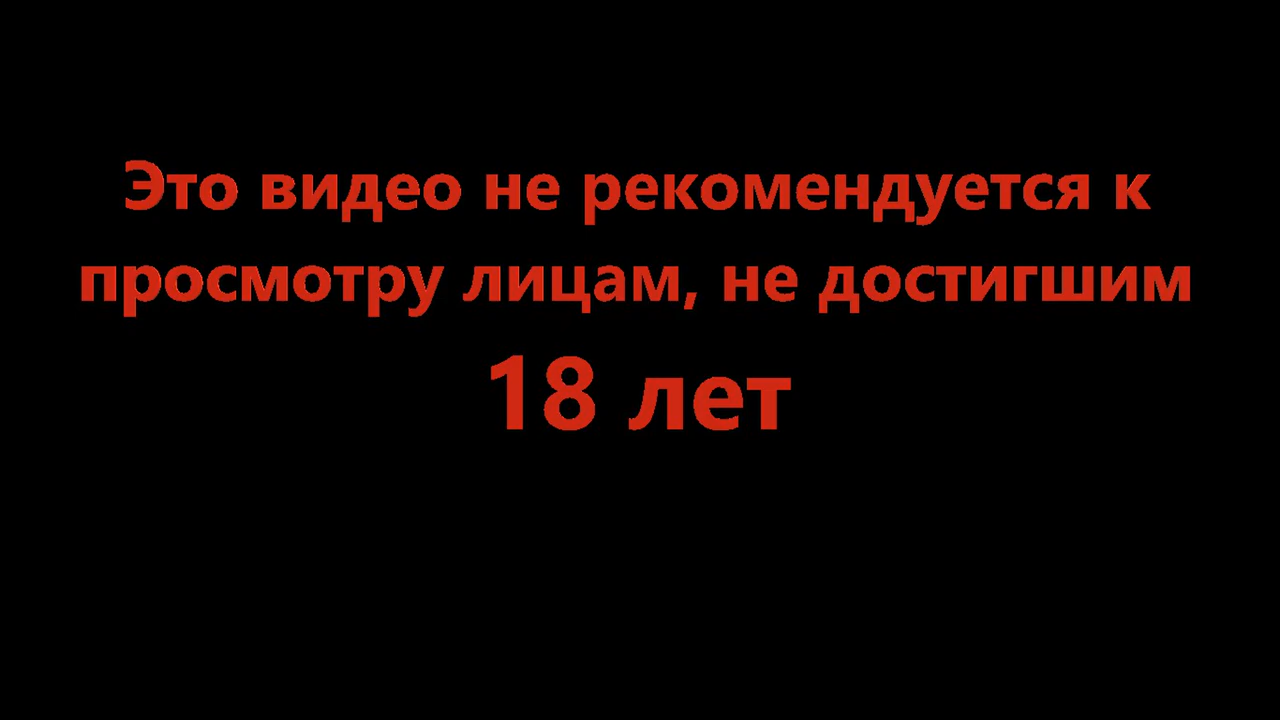 Это видео не рекомендуется к
просмотру лицам, не достигшим
18 лет